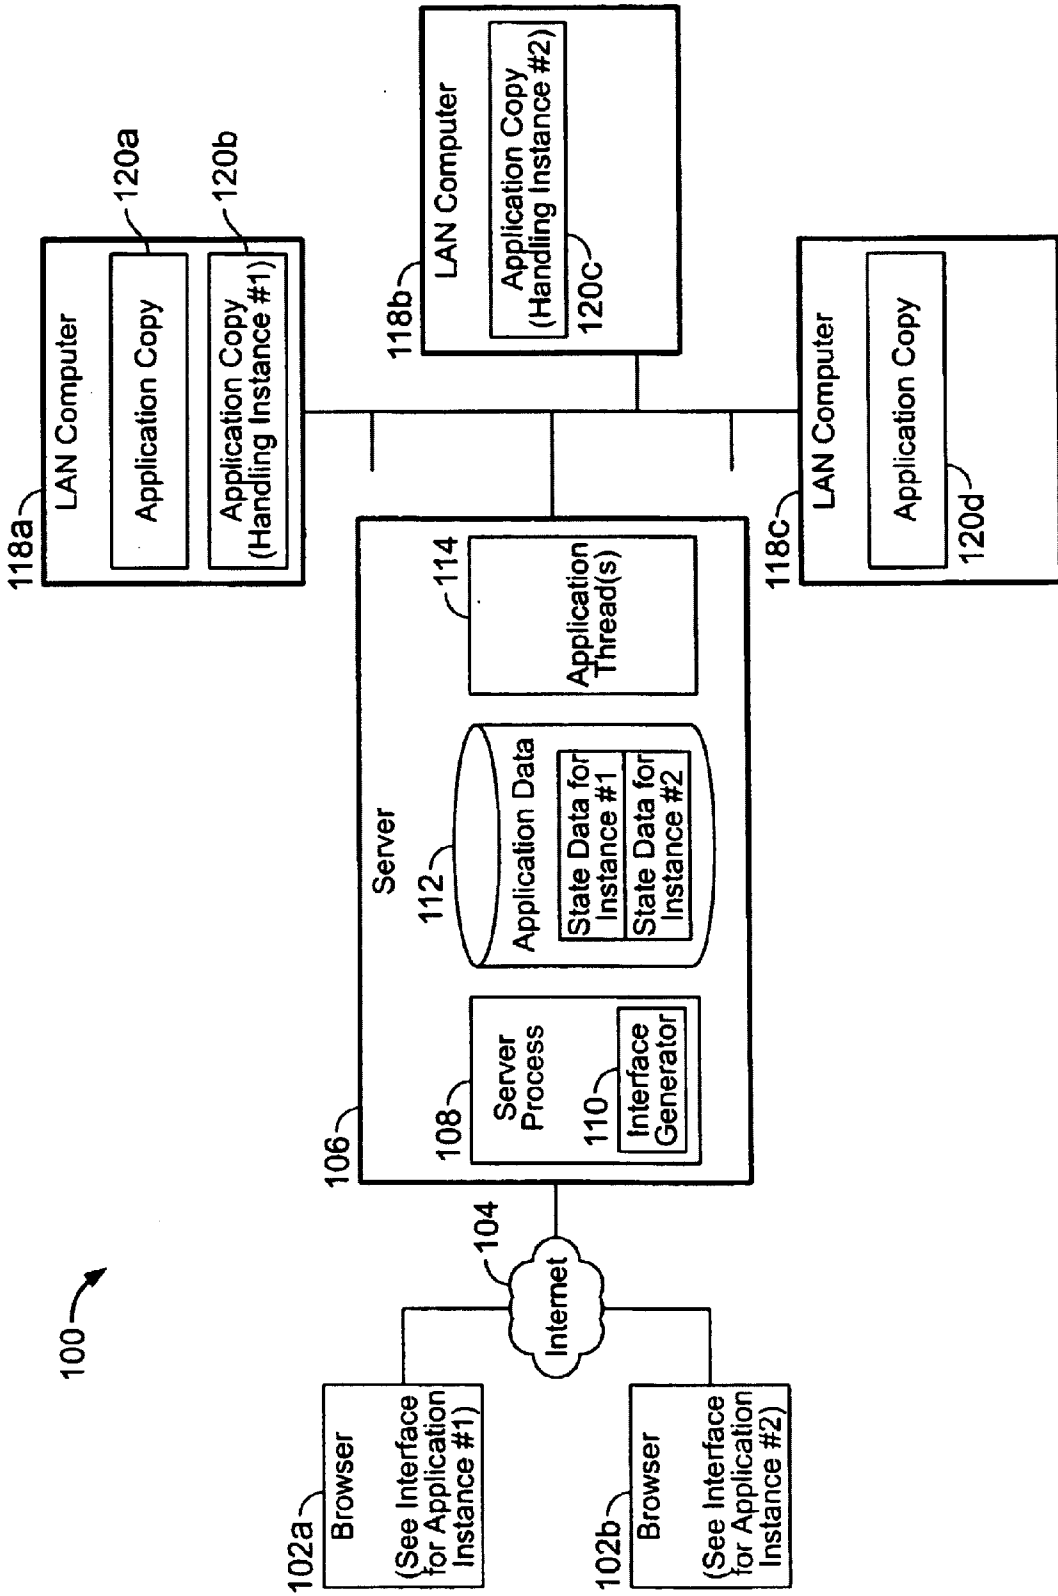 100
102a
Browser
(See Interface
for Application
Instance #1)
102b
Browser
(See Interface
for Application
Instance #2)
104
Internet
106
Server
108
Server
Process
110
Interface
Generator
112
Application Data
State Data for
Instance #1
State Data for
Instance #2
114
Application
Thread(s)
118a
LAN Computer
Application Copy
120a
Application Copy
(Handling Instance #1)
120b
118b
LAN Computer
Application Copy
(Handling Instance #2)
120c
118c
LAN Computer
Application Copy
120d